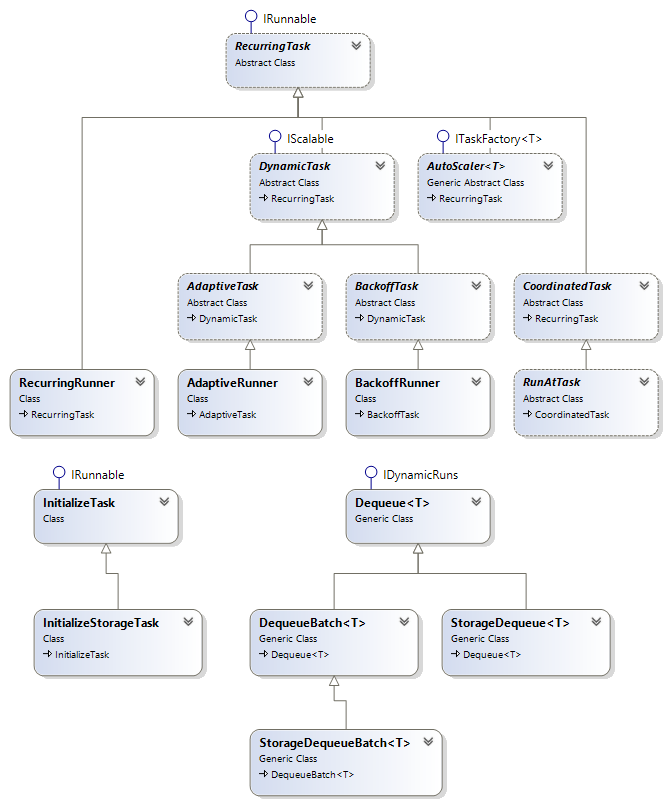 IRunnable
RecurringTask
Abstract Class
IScalable
ITaskFactory<T>
DynamicTask
Abstract Class
RecurringTask
AutoScaler<T>
Generic Abstract Class
RecurringTask
AdaptiveTask
Abstract Class
DynamicTask
BackoffTask
Abstract Class
DynamicTask
CoordinatedTask
Abstract Class
RecurringTask
RecurringRunner
Class
RecurringTask
AdaptiveRunner
Class
AdaptiveTask
BackoffRunner
Class
BackoffTask
RunAtTask
Abstract Class
CoordinatedTask
IRunnable
InitializeTask
Class
IDynamicRuns
Dequeue<T>
Generic Class
InitializeStorageTask
Class
InitializeTask
DequeueBatch<T>
Generic Class
Dequeue<T>
StorageDequeue<T>
Generic Class
Dequeue<T>
StorageDequeueBatch<T>
Generic Class
DequeueBatch<T>